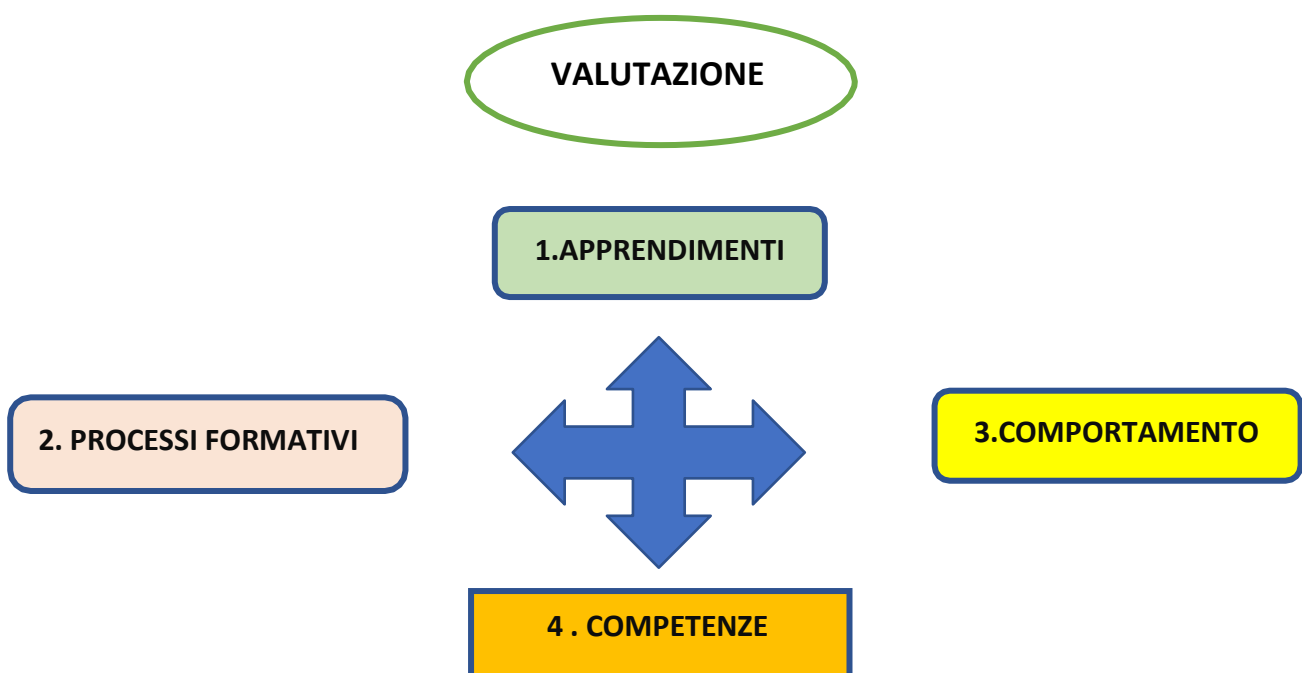 VALUTAZIONE
1.APPRENDIMENTI
2. PROCESSI FORMATIVI
3.COMPORTAMENTO
4 . COMPETENZE